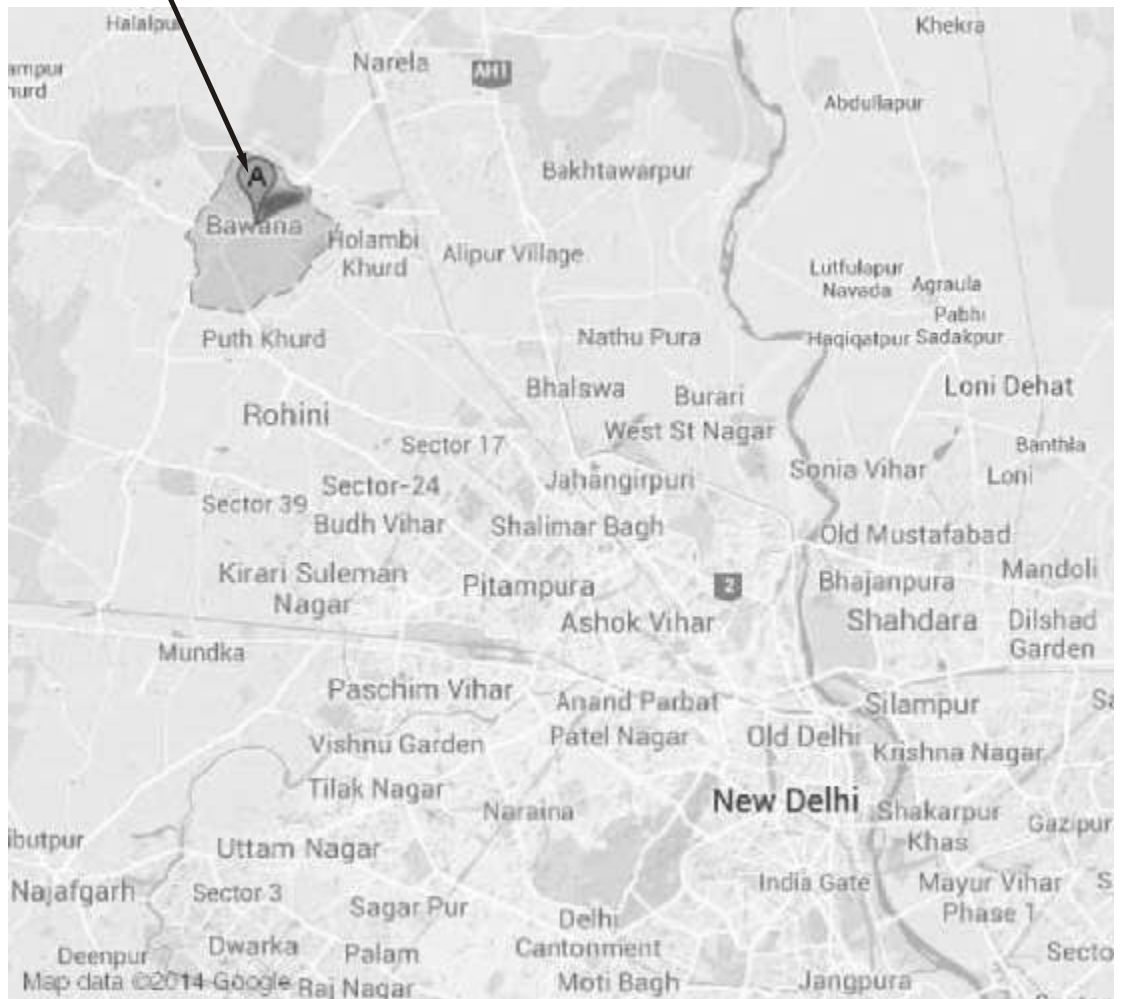 Halalpur
Khekra
Narela
AH1
Abdullapur
A
Bakhtawarpur
Bawana
Holambi
Khurd
Alipur Village
Lutfulapur
Navada
Agraula
Pabhi
Puth Khurd
Nathu Pura
Haqiqatpur
Sadakpur
Bhalswa
Burari
Loni Dehat
Rohini
West St Nagar
Sector 17
Banthla
Sonia Vihar
Loni
Jahangirpuri
Sector-24
Sector 39
Budh Vihar
Shalimar Bagh
Old Mustafabad
Kirari Suleman
Nagar
Pitampura
2
Bhajanpura
Mandoli
Ashok Vihar
Shahdara
Dilshad
Garden
Mundka
Paschim Vihar
Anand Parbat
Silampur
Vishnu Garden
Patel Nagar
Old Delhi
Krishna Nagar
Tilak Nagar
Naraina
New Delhi
Shakarpur
Khas
Gazipur
ibutpur
Uttam Nagar
Najafgarh
Sector 3
India Gate
Mayur Vihar
Phase 1
S
Sagar Pur
Delhi
Cantonment
Deenpur
Dwarka
Palam
Secto
Map data ©2014 Google
Raj Nagar
Moti Bagh
Jangpura